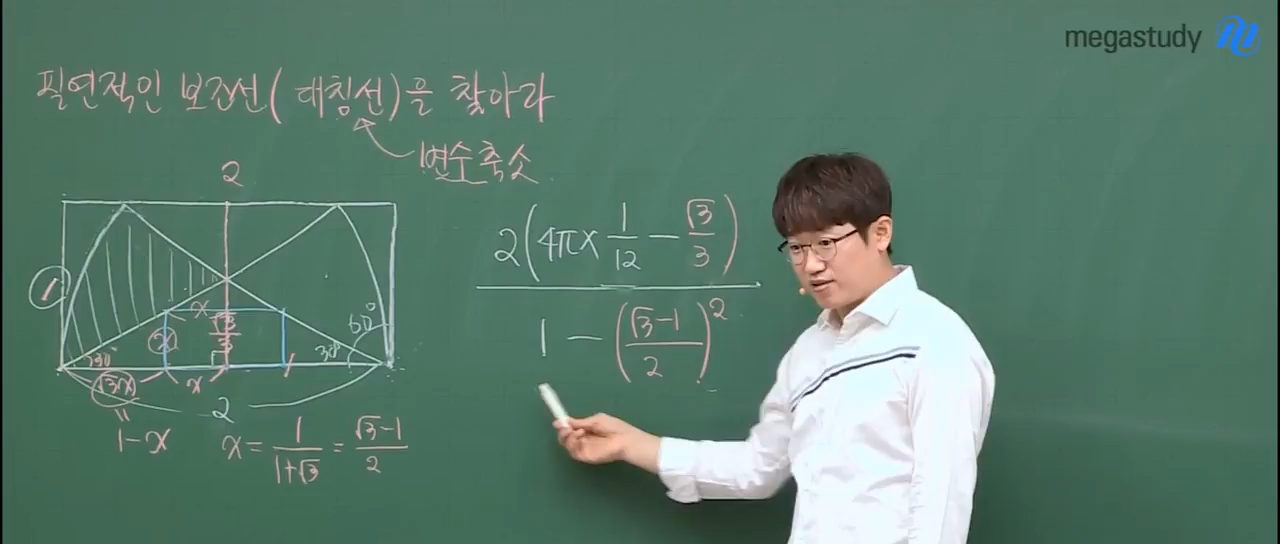 megastudy
필연적인 보조선(대칭선)을 찾아라
변수축소
2
1
x
√3/3
x
60°
30°
30°
√3x
x
1
2
"
1-x
x = 1/(1+√3) = (√3-1)/2
2(4π × 1/12 - √3/3)
1 - ((√3-1)/2)²